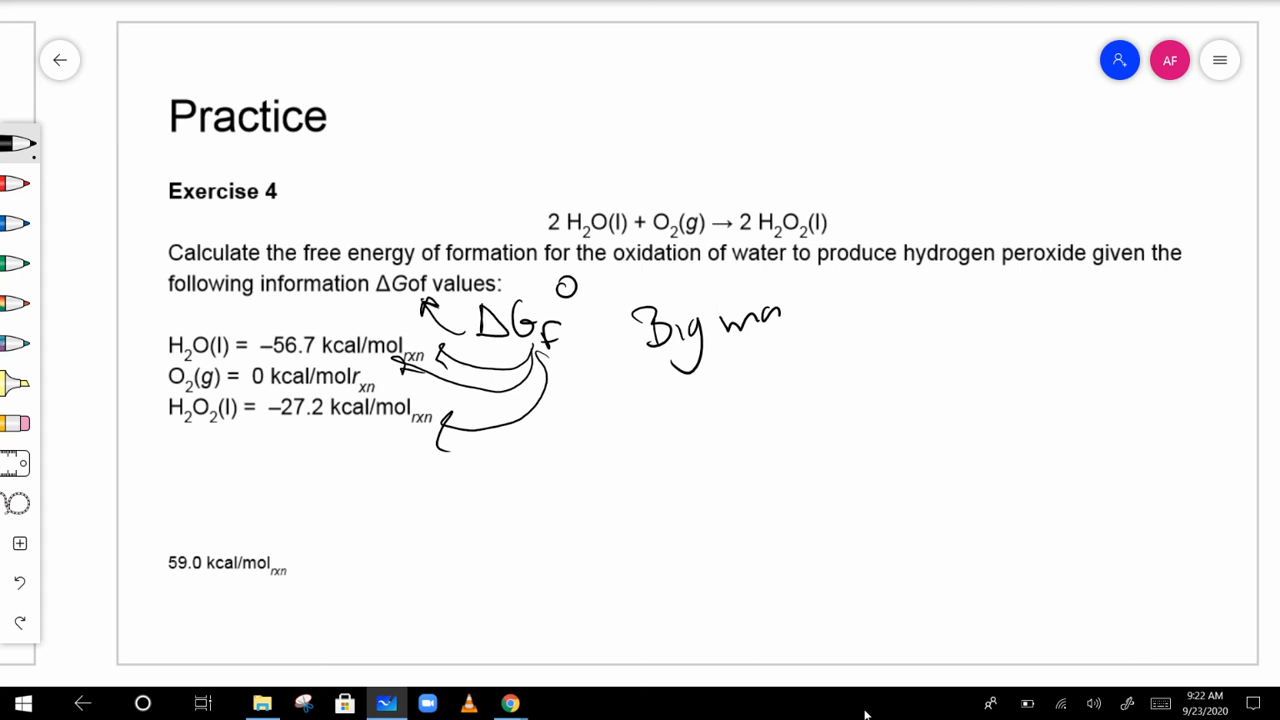 AF
Practice
Exercise 4
2 H₂O(l) + O₂(g) → 2 H₂O₂(l)
Calculate the free energy of formation for the oxidation of water to produce hydrogen peroxide given the
following information ΔGof values:
ΔGf°
Big ma
H₂O(l) = –56.7 kcal/molrxn
O₂(g) = 0 kcal/molrxn
H₂O₂(l) = –27.2 kcal/molrxn
59.0 kcal/molrxn
9:22 AM
9/23/2020